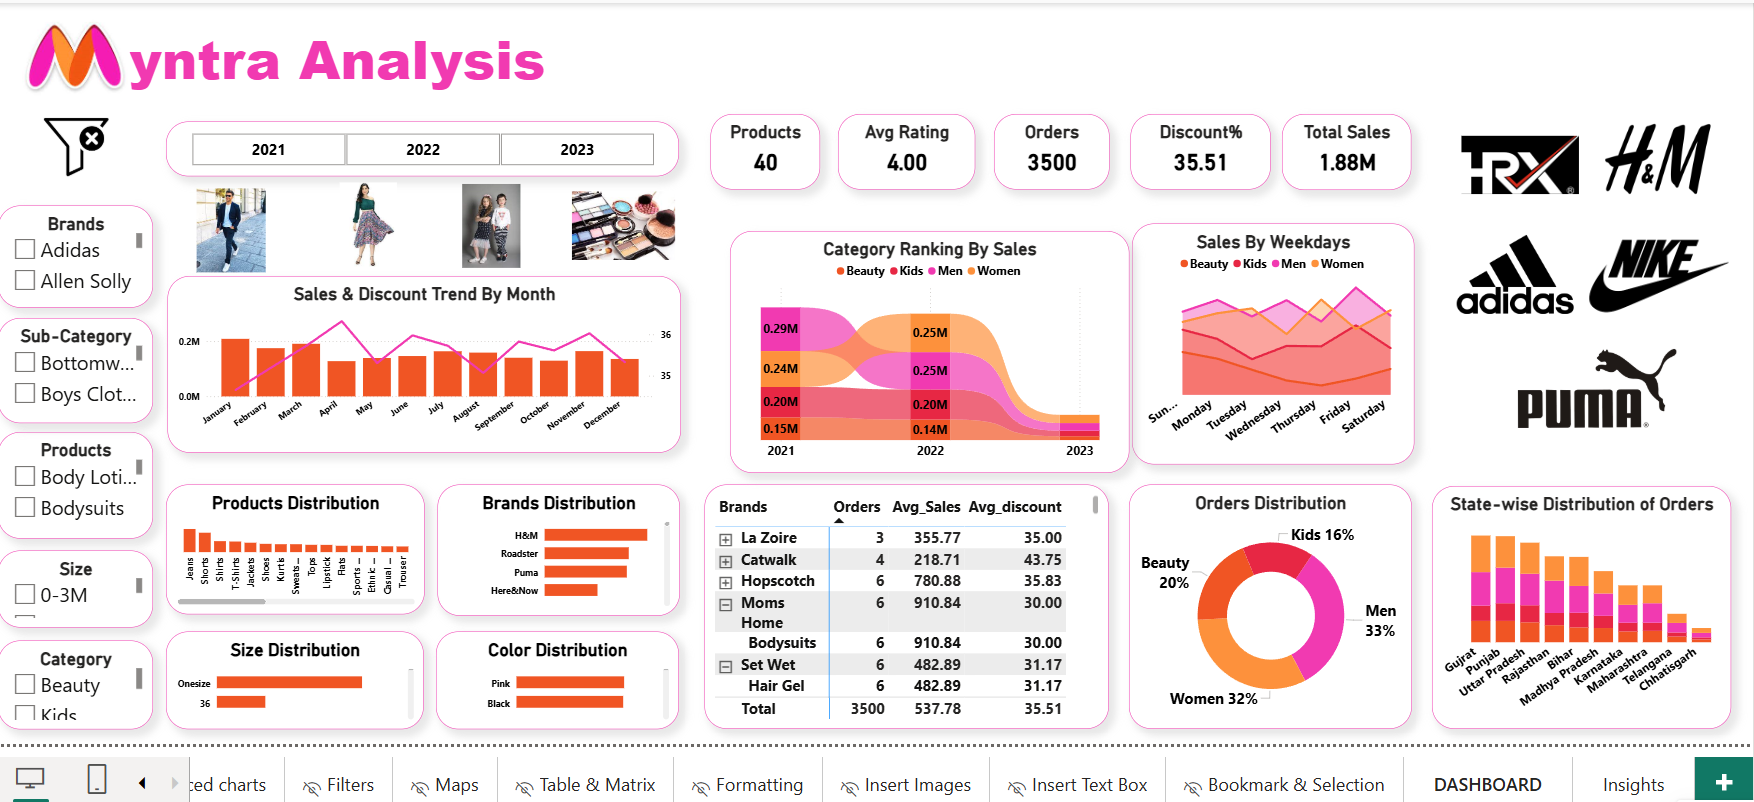 Myntra Analysis
2021 2022 2023
Products
40
Avg Rating
4.00
Orders
3500
Discount%
35.51
Total Sales
1.88M
TRX
®
H&M
adidas
NIKE
PUMA
Brands
Adidas
Allen Solly
Sub-Category
Bottomw...
Boys Clot...
Products
Body Loti...
Bodysuits
Size
0-3M
Category
Beauty
Kids
Sales & Discount Trend By Month
0.2M
0.0M
36
35
January
February
March
April
May
June
July
August
September
October
November
December
Category Ranking By Sales
Beauty Kids Men Women
0.29M
0.24M
0.20M
0.15M
0.25M
0.25M
0.20M
0.14M
2021 2022 2023
Sales By Weekdays
Beauty Kids Men Women
Sun...
Monday
Tuesday
Wednesday
Thursday
Friday
Saturday
Products Distribution
Jeans
Shorts
Shirts
T-Shirts
Jackets
Shoes
Kurtis
Sweats ...
Tops
Lipstick
Flats
Sports ...
Ethnic ...
Casual ...
Trouser
Brands Distribution
H&M
Roadster
Puma
Here&Now
Size Distribution
Onesize
36
Color Distribution
Pink
Black
Brands Orders Avg_Sales Avg_discount
La Zoire 3 355.77 35.00
Catwalk 4 218.71 43.75
Hopscotch 6 780.88 35.83
Moms Home 6 910.84 30.00
Bodysuits 6 910.84 30.00
Set Wet 6 482.89 31.17
Hair Gel 6 482.89 31.17
Total 3500 537.78 35.51
Orders Distribution
Kids 16%
Beauty
20%
Men
33%
Women 32%
State-wise Distribution of Orders
Gujrat
Punjab
Uttar Pradesh
Rajasthan
Bihar
Madhya Pradesh
Karnataka
Maharashtra
Telangana
Chhatisgarh
ced charts Filters Maps Table & Matrix Formatting Insert Images Insert Text Box Bookmark & Selection DASHBOARD Insights